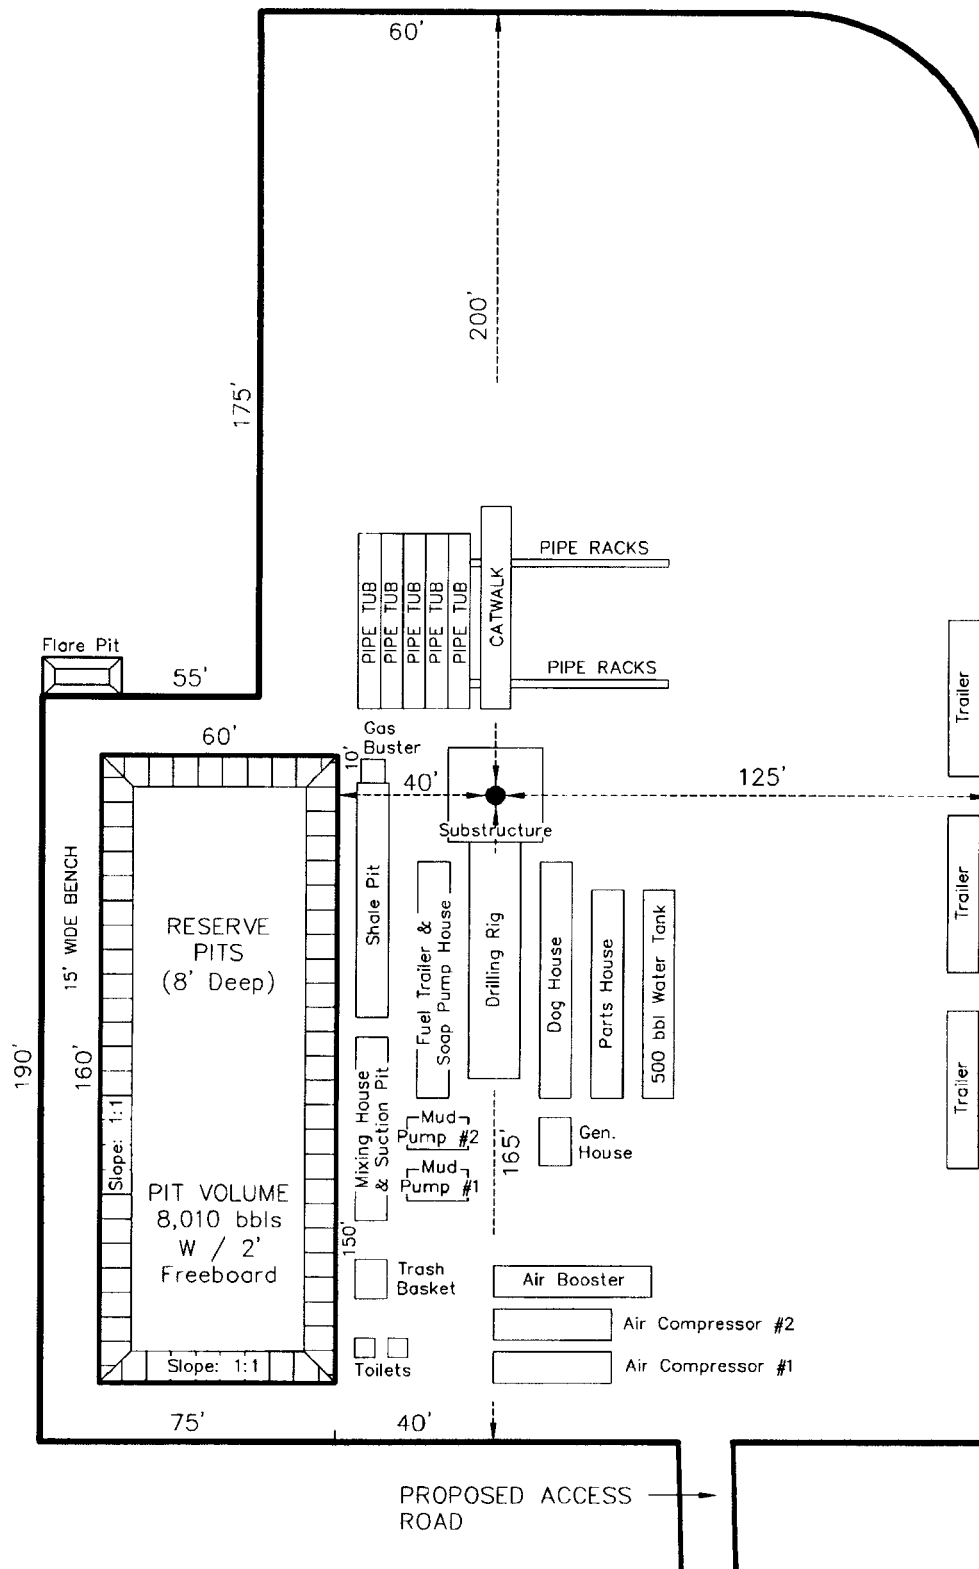 60'
200'
175'
PIPE RACKS
PIPE TUB
PIPE TUB
PIPE TUB
PIPE TUB
PIPE TUB
CATWALK
PIPE RACKS
Flare Pit
55'
Trailer
Gas
Buster
60'
10'
40'
125'
Substructure
15' WIDE BENCH
RESERVE
PITS
(8' Deep)
Shale Pit
Fuel Trailer &
Soap Pump House
Drilling Rig
Dog House
Parts House
500 bbl Water Tank
Trailer
190'
160'
Slope: 1:1
Mixing House
& Suction Pit
Mud
Pump #2
Mud
Pump #1
165'
Gen.
House
Trailer
PIT VOLUME
8,010 bbls
W / 2'
Freeboard
150'
Trash
Basket
Air Booster
Air Compressor #2
Slope: 1:1
Toilets
Air Compressor #1
75'
40'
PROPOSED ACCESS
ROAD